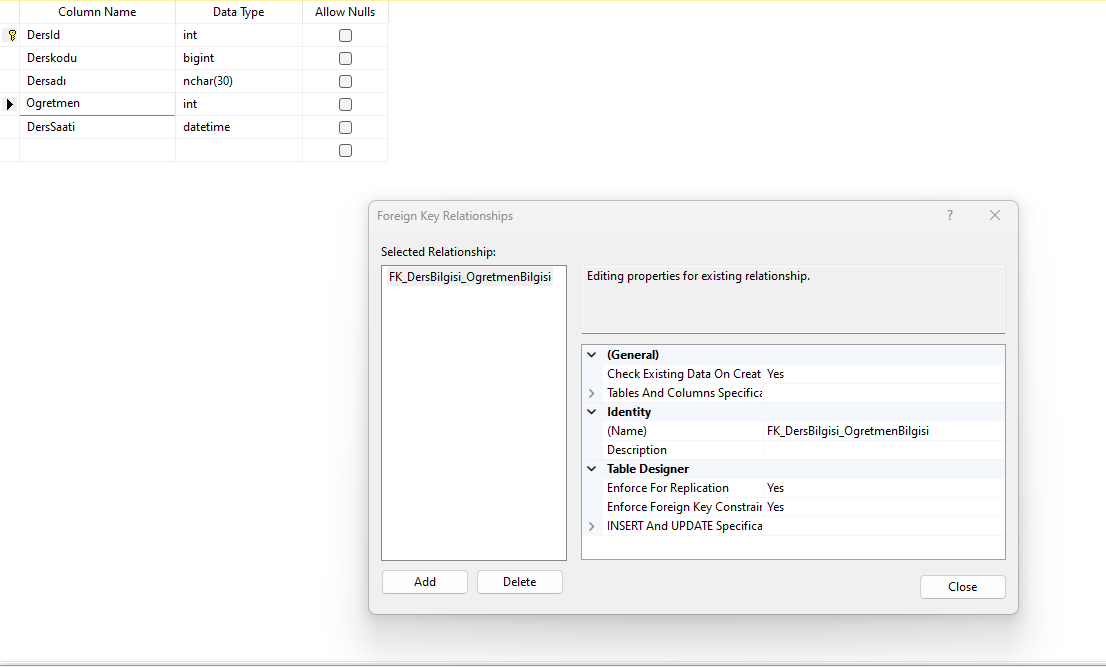 Column Name Data Type Allow Nulls
DersId int
Derskodu bigint
Dersadı nchar(30)
Ogretmen int
DersSaati datetime
Foreign Key Relationships ?
Selected Relationship:
FK_DersBilgisi_OgretmenBilgisi
Editing properties for existing relationship.
(General)
Check Existing Data On Creat Yes
Tables And Columns Specifica
Identity
(Name) FK_DersBilgisi_OgretmenBilgisi
Description
Table Designer
Enforce For Replication Yes
Enforce Foreign Key Constrain Yes
INSERT And UPDATE Specifica
Add Delete
Close